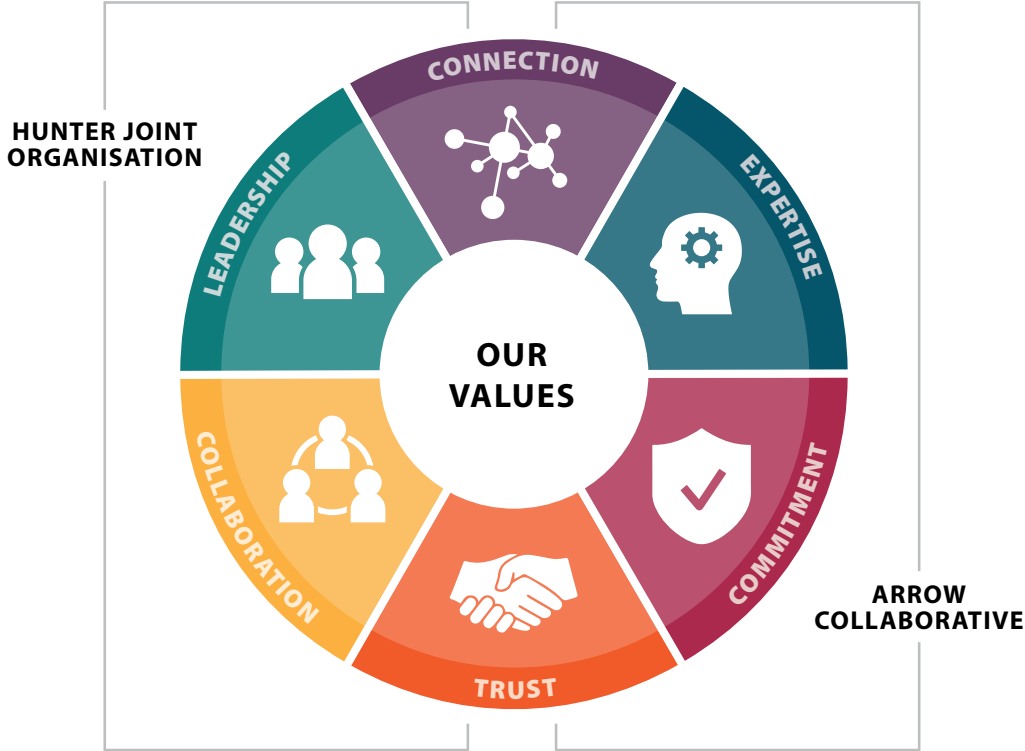 CONNECTION
HUNTER JOINT
ORGANISATION
LEADERSHIP
EXPERTISE
OUR
VALUES
COLLABORATION
COMMITMENT
ARROW
COLLABORATIVE
TRUST